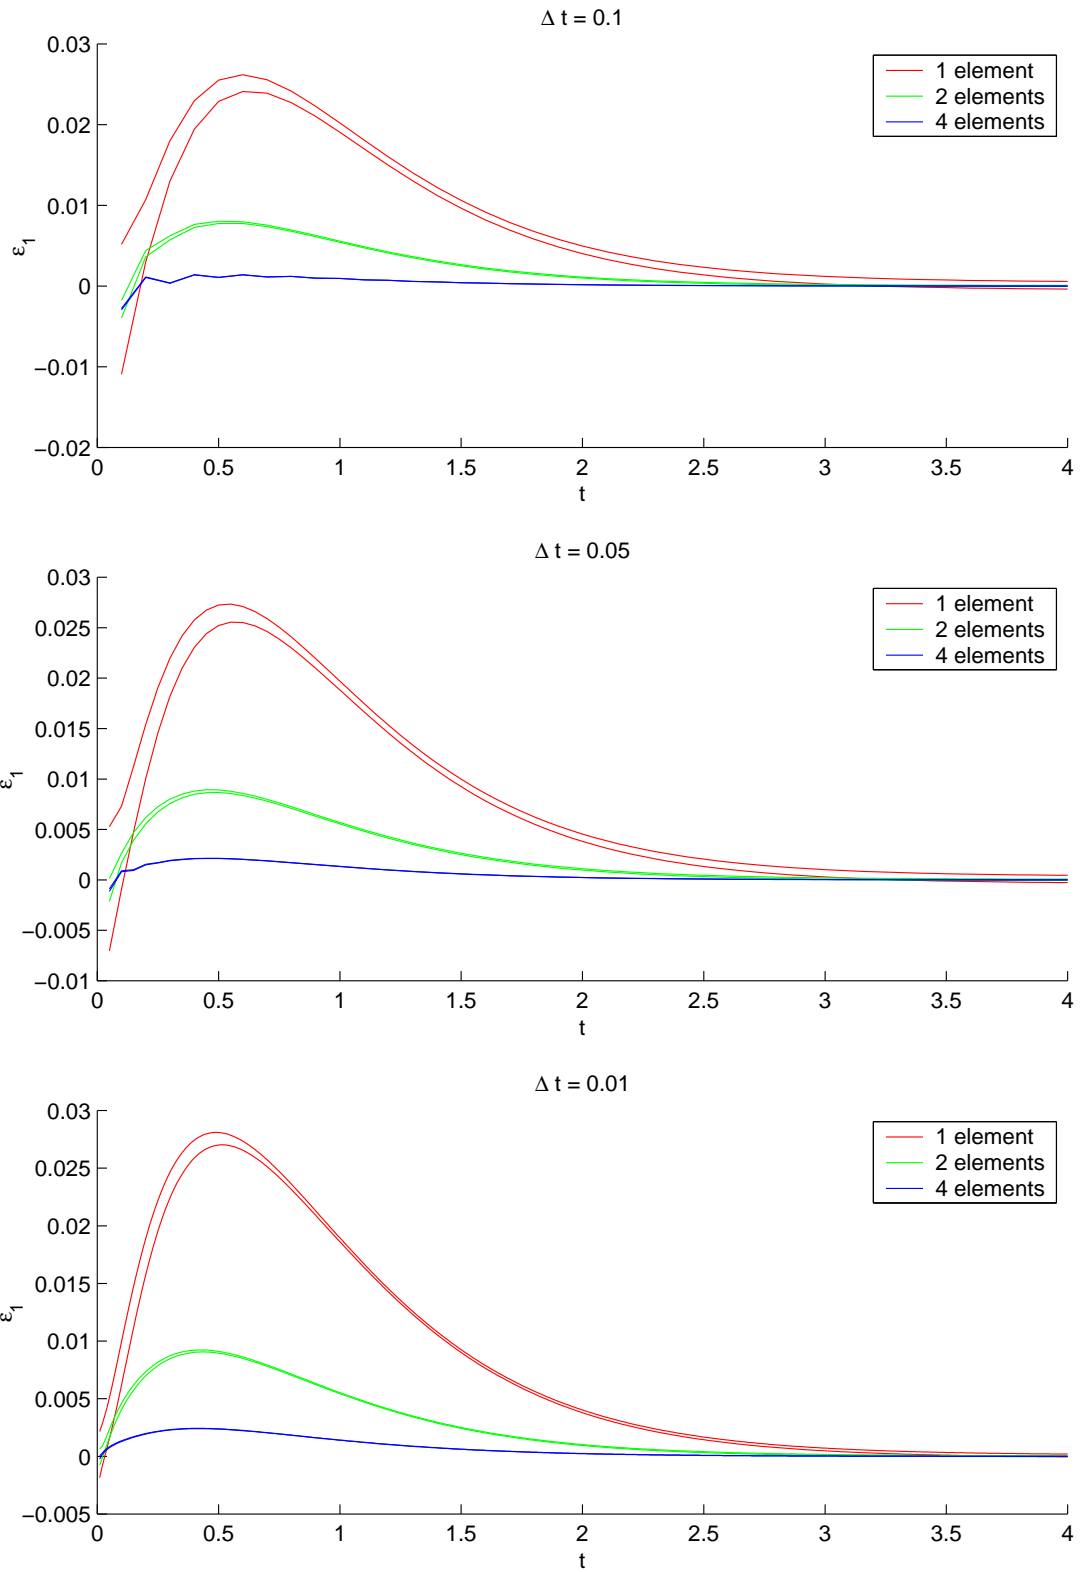 Δ t = 0.1
0.03
0.02
0.01
0
−0.01
−0.02
ε1
1 element
2 elements
4 elements
0 0.5 1 1.5 2 2.5 3 3.5 4
t
Δ t = 0.05
0.03
0.025
0.02
0.015
0.01
0.005
0
−0.005
−0.01
ε1
1 element
2 elements
4 elements
0 0.5 1 1.5 2 2.5 3 3.5 4
t
Δ t = 0.01
0.03
0.025
0.02
0.015
0.01
0.005
0
−0.005
ε1
1 element
2 elements
4 elements
0 0.5 1 1.5 2 2.5 3 3.5 4
t